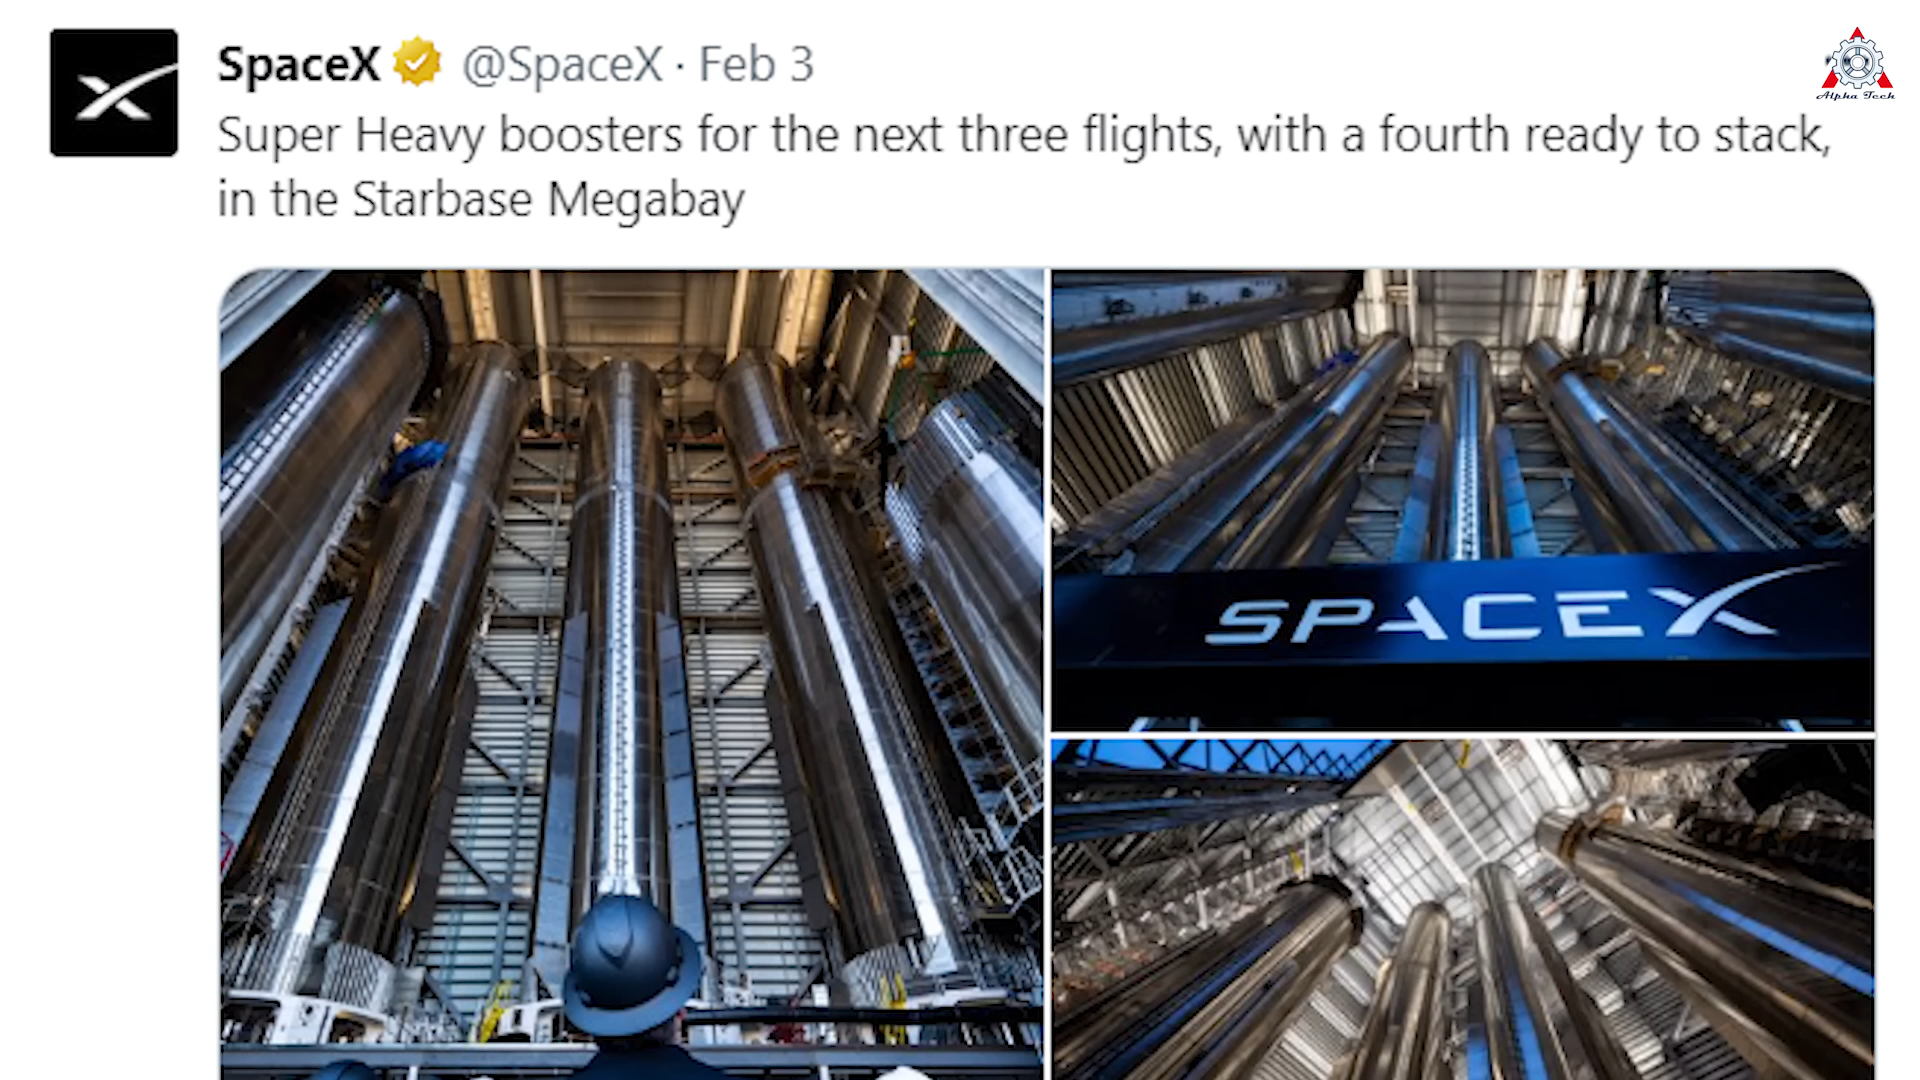 SpaceX @SpaceX · Feb 3
Super Heavy boosters for the next three flights, with a fourth ready to stack,
in the Starbase Megabay
Alpha Tech
SPACEX